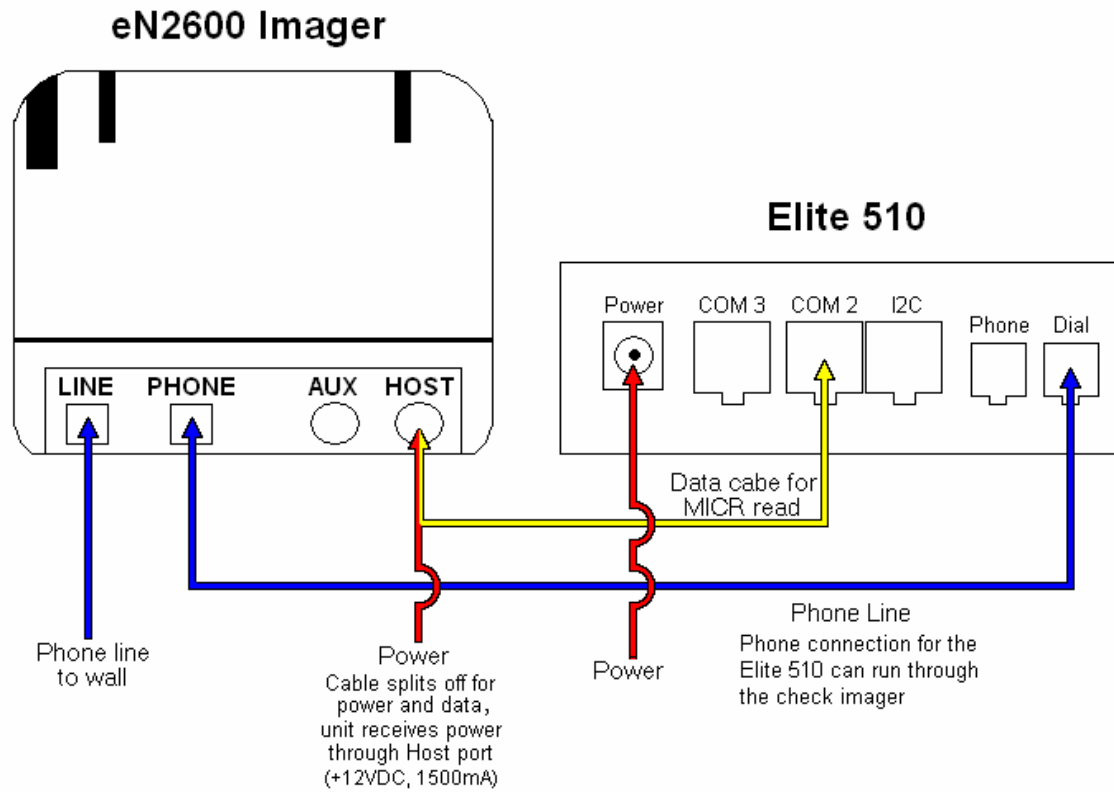 eN2600 Imager
LINE
PHONE
AUX
HOST
Elite 510
Power
COM 3
COM 2
I2C
Phone
Dial
Data cabe for
MICR read
Phone line
to wall
Power
Cable splits off for
power and data,
unit receives power
through Host port
(+12VDC, 1500mA)
Power
Phone Line
Phone connection for the
Elite 510 can run through
the check imager